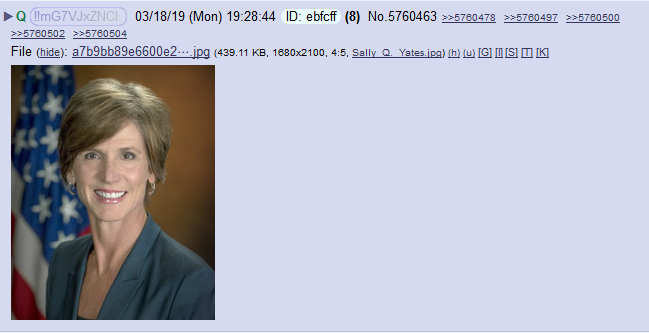 ▶ Q !!mG7VJxZNCI 03/18/19 (Mon) 19:28:44 ID: ebfcff (8) No.5760463 >>5760478 >>5760497 >>5760500
>>5760502 >>5760504
File (hide): a7b9bb89e6600e2⋯.jpg (439.11 KB, 1680x2100, 4:5, Sally_Q._Yates.jpg) (h) (u) [G] [I] [S] [T] [K]